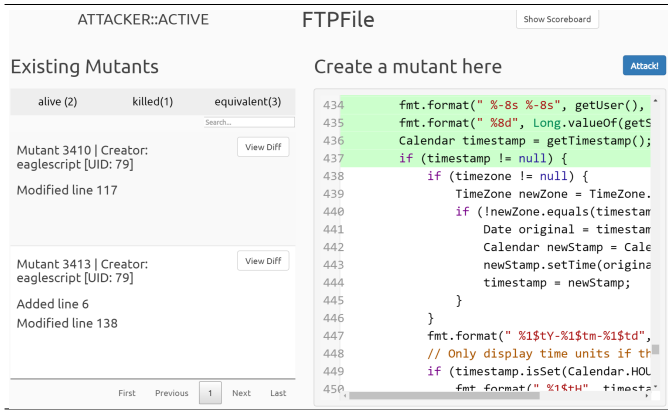 ATTACKER::ACTIVE
FTPFile
Show Scoreboard
Existing Mutants
Create a mutant here
Attack!
alive (2) killed(1) equivalent(3)
Search...
Mutant 3410 | Creator:
eaglescript [UID: 79]
View Diff
Modified line 117
Mutant 3413 | Creator:
eaglescript [UID: 79]
View Diff
Added line 6
Modified line 138
First Previous 1 Next Last
434 fmt.format(" %-8s %-8s", getUser(),
435 fmt.format(" %8d", Long.valueOf(getS
436 Calendar timestamp = getTimestamp();
437 if (timestamp != null) {
438 if (timezone != null) {
439 TimeZone newZone = TimeZone.
440 if (!newZone.equals(timestam
441 Date original = timestam
442 Calendar newStamp = Cale
443 newStamp.setTime(origina
444 timestamp = newStamp;
445 }
446 }
447 fmt.format(" %1$tY-%1$tm-%1$td",
448 // Only display time units if th
449 if (timestamp.isSet(Calendar.HOU
450 fmt.format(" %1$tH", timesta